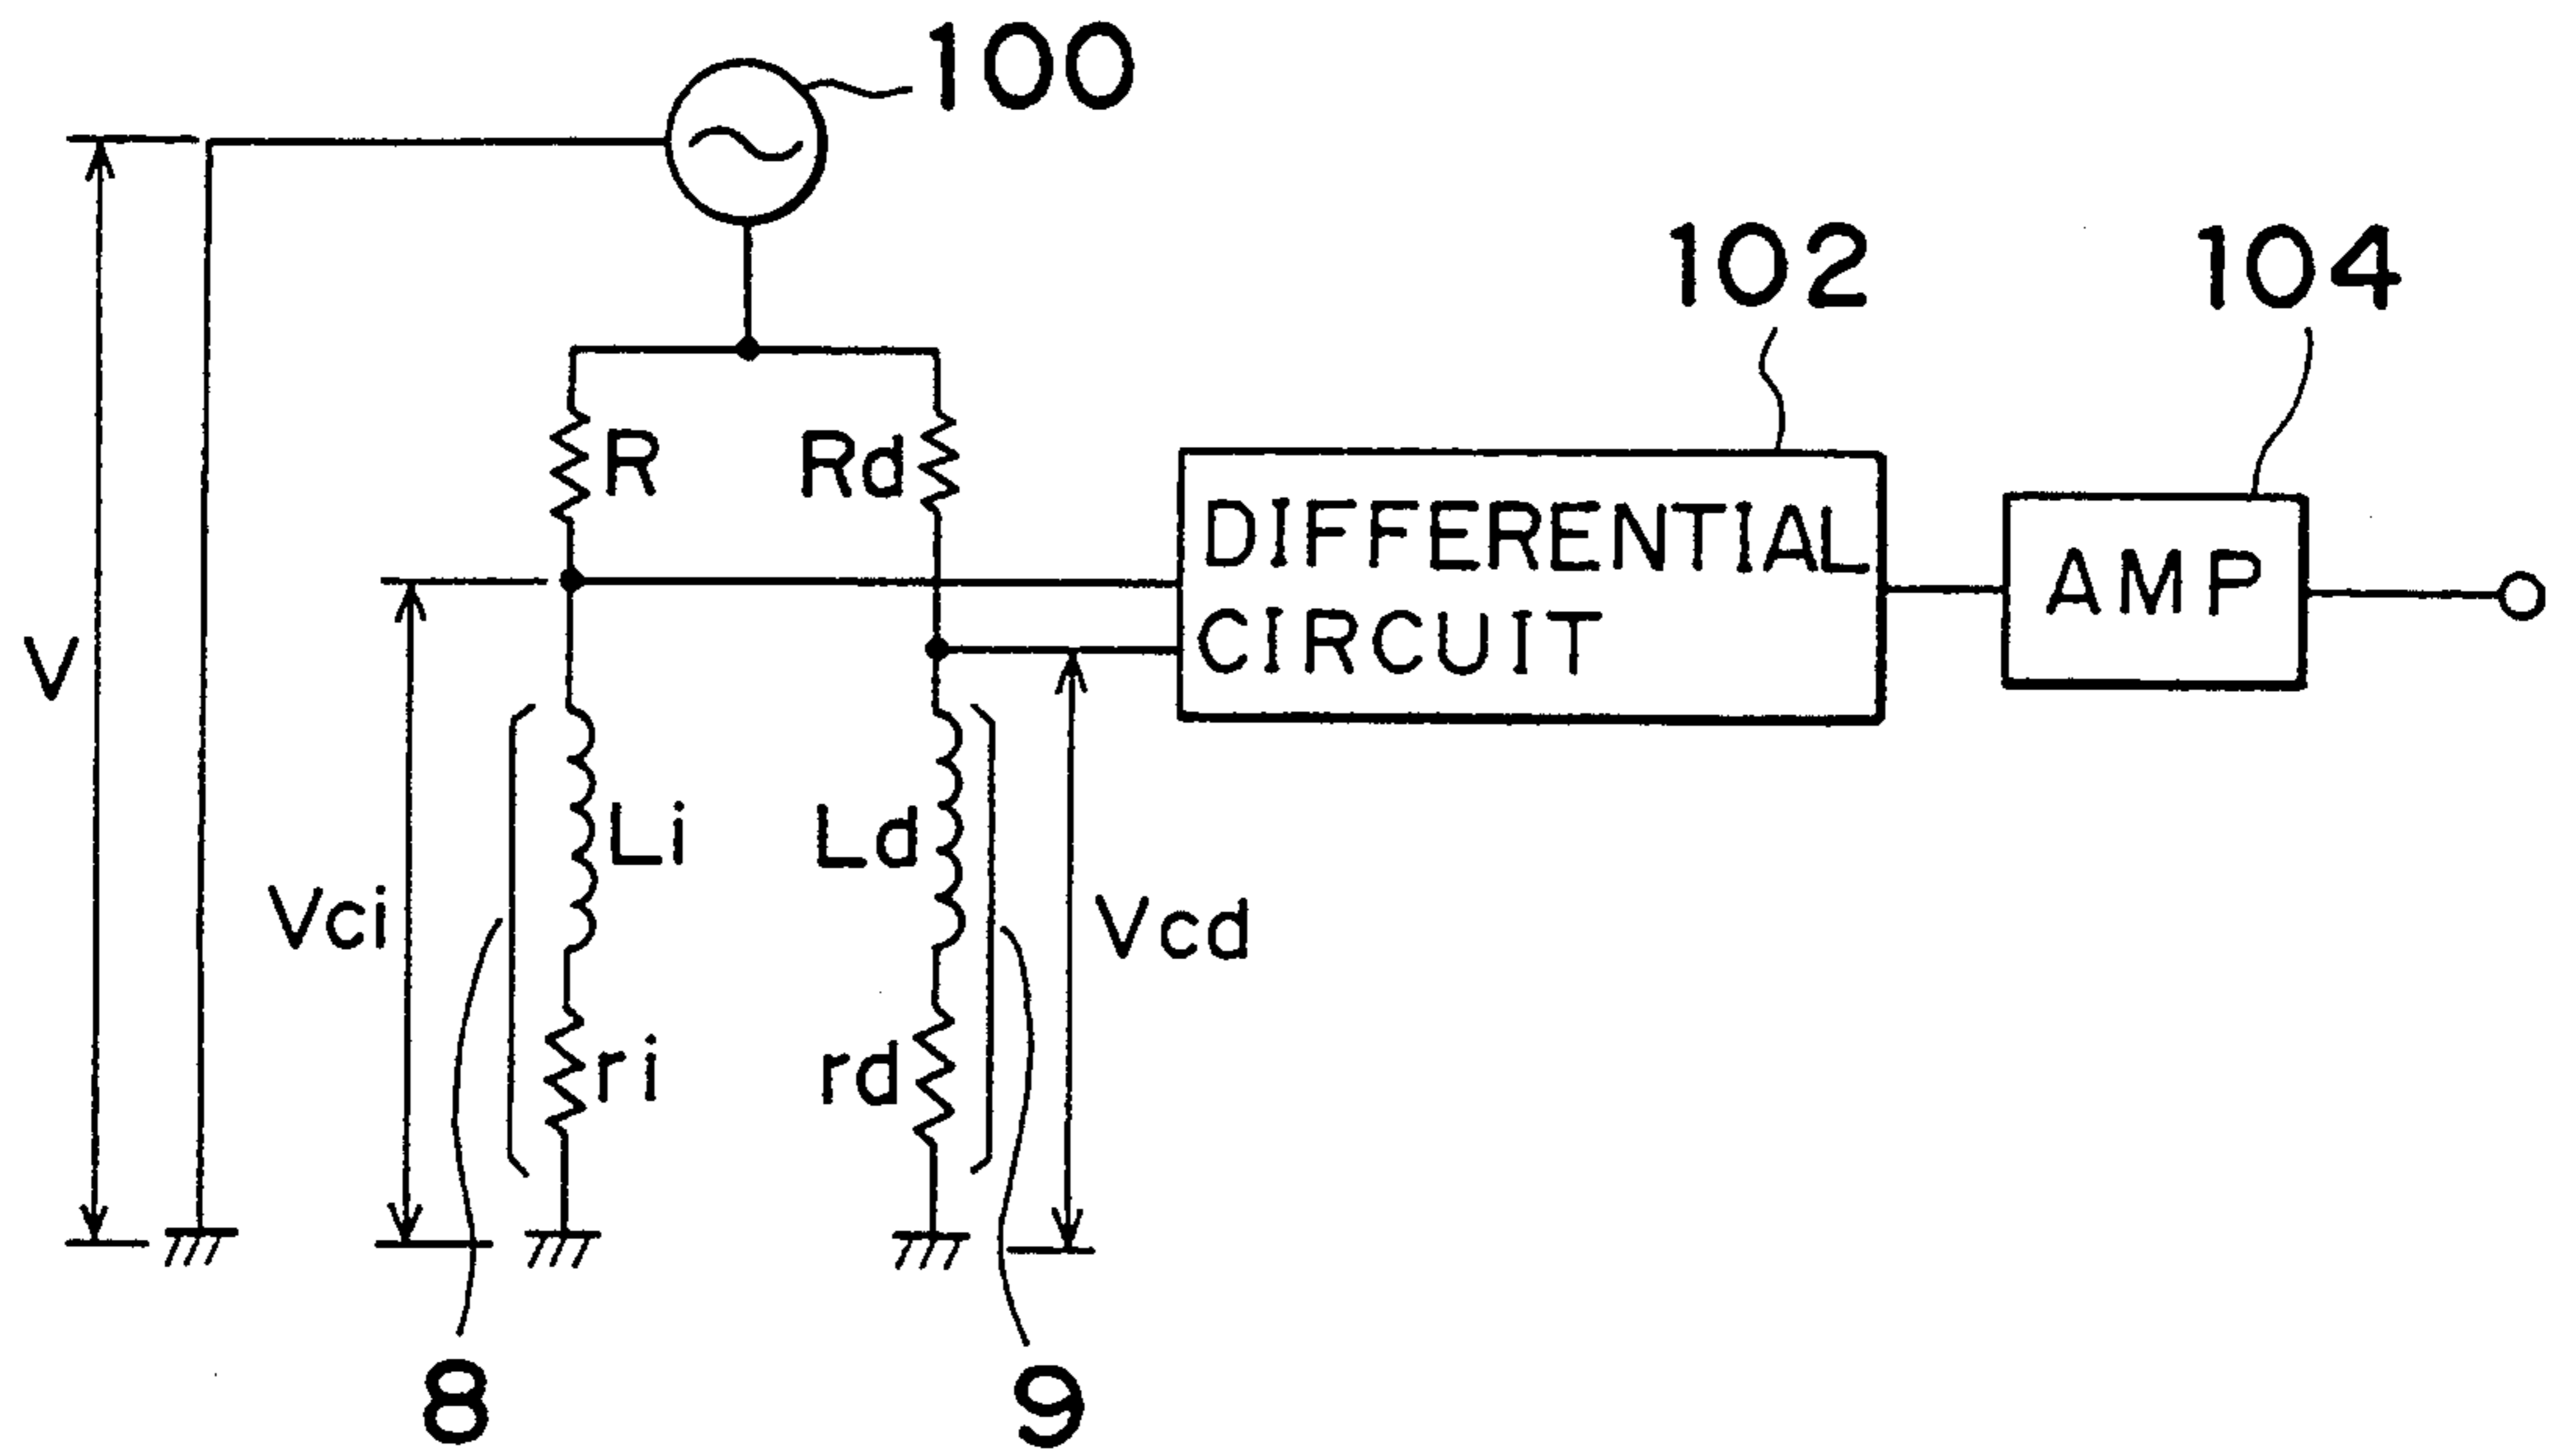 100
102
104
R
Rd
DIFFERENTIAL
CIRCUIT
AMP
V
Li
Ld
Vci
Vcd
ri
rd
8
9